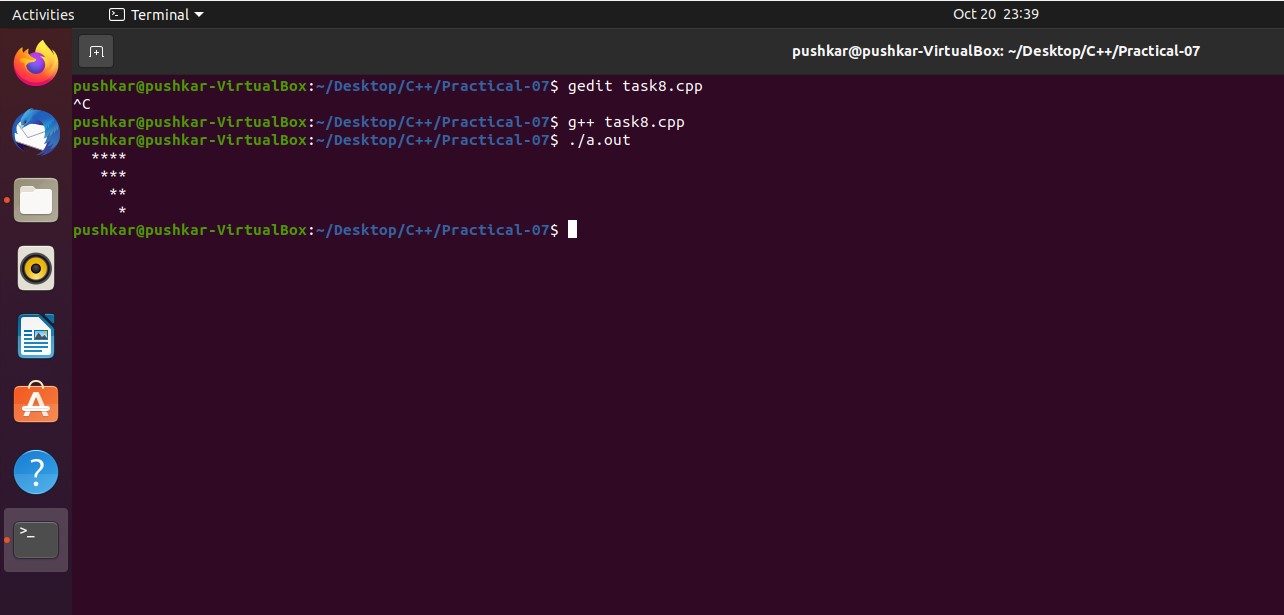 Activities Terminal Oct 20 23:39
pushkar@pushkar-VirtualBox: ~/Desktop/C++/Practical-07
pushkar@pushkar-VirtualBox:~/Desktop/C++/Practical-07$ gedit task8.cpp
^C
pushkar@pushkar-VirtualBox:~/Desktop/C++/Practical-07$ g++ task8.cpp
pushkar@pushkar-VirtualBox:~/Desktop/C++/Practical-07$ ./a.out
  ****
   ***
    **
     *
pushkar@pushkar-VirtualBox:~/Desktop/C++/Practical-07$